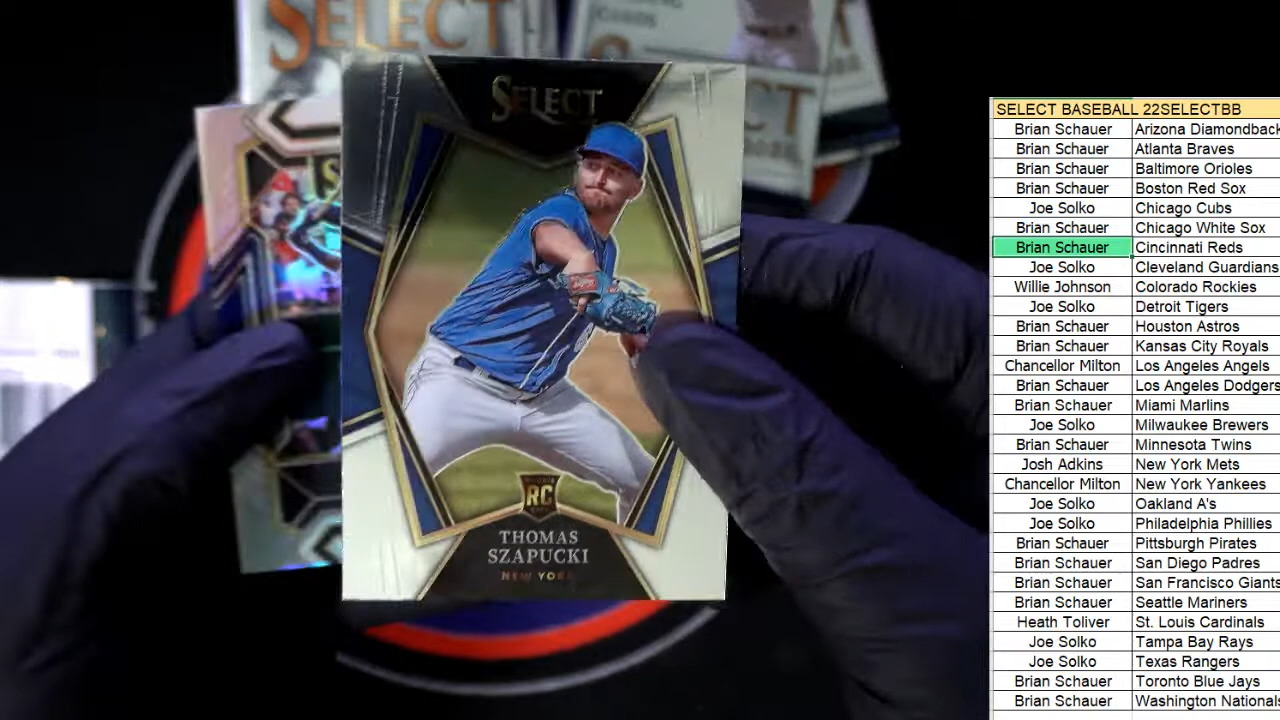 SELECT
SELECT
RC
THOMAS
SZAPUCKI
NEW YORK
SELECT BASEBALL 22SELECTBB
Brian Schauer Arizona Diamondback
Brian Schauer Atlanta Braves
Brian Schauer Baltimore Orioles
Brian Schauer Boston Red Sox
Joe Solko Chicago Cubs
Brian Schauer Chicago White Sox
Brian Schauer Cincinnati Reds
Joe Solko Cleveland Guardians
Willie Johnson Colorado Rockies
Joe Solko Detroit Tigers
Brian Schauer Houston Astros
Brian Schauer Kansas City Royals
Chancellor Milton Los Angeles Angels
Brian Schauer Los Angeles Dodgers
Brian Schauer Miami Marlins
Joe Solko Milwaukee Brewers
Brian Schauer Minnesota Twins
Josh Adkins New York Mets
Chancellor Milton New York Yankees
Joe Solko Oakland A's
Joe Solko Philadelphia Phillies
Brian Schauer Pittsburgh Pirates
Brian Schauer San Diego Padres
Brian Schauer San Francisco Giants
Brian Schauer Seattle Mariners
Heath Toliver St. Louis Cardinals
Joe Solko Tampa Bay Rays
Joe Solko Texas Rangers
Brian Schauer Toronto Blue Jays
Brian Schauer Washington Nationals